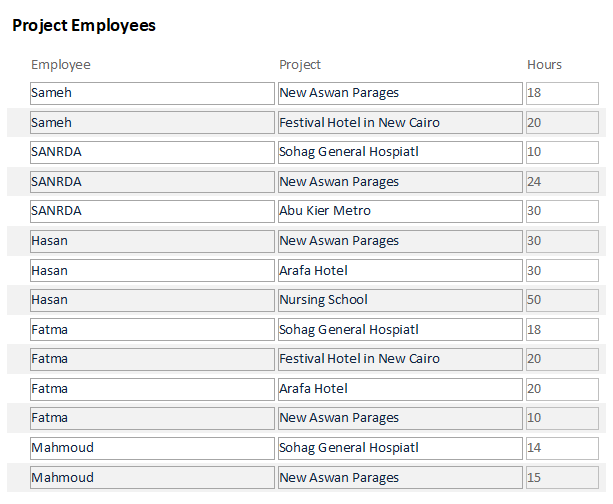 Project Employees
Employee Project Hours
Sameh New Aswan Parages 18
Sameh Festival Hotel in New Cairo 20
SANRDA Sohag General Hospiatl 10
SANRDA New Aswan Parages 24
SANRDA Abu Kier Metro 30
Hasan New Aswan Parages 30
Hasan Arafa Hotel 30
Hasan Nursing School 50
Fatma Sohag General Hospiatl 18
Fatma Festival Hotel in New Cairo 20
Fatma Arafa Hotel 20
Fatma New Aswan Parages 10
Mahmoud Sohag General Hospiatl 14
Mahmoud New Aswan Parages 15